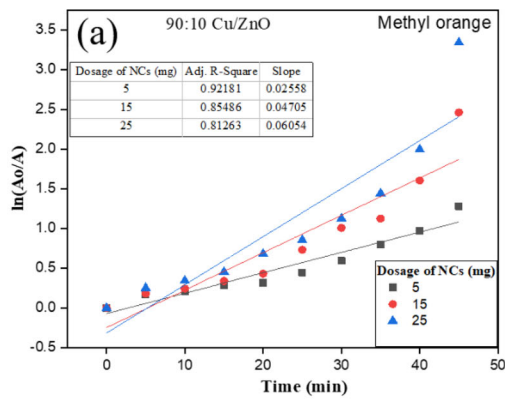 (a)
90:10 Cu/ZnO
Methyl orange
Dosage of NCs (mg) Adj. R-Square Slope
5 0.92181 0.02558
15 0.85486 0.04705
25 0.81263 0.06054
3.5
3.0
2.5
2.0
1.5
1.0
0.5
0.0
-0.5
ln(Ao/A)
Dosage of NCs (mg)
5
15
25
0 10 20 30 40 50
Time (min)